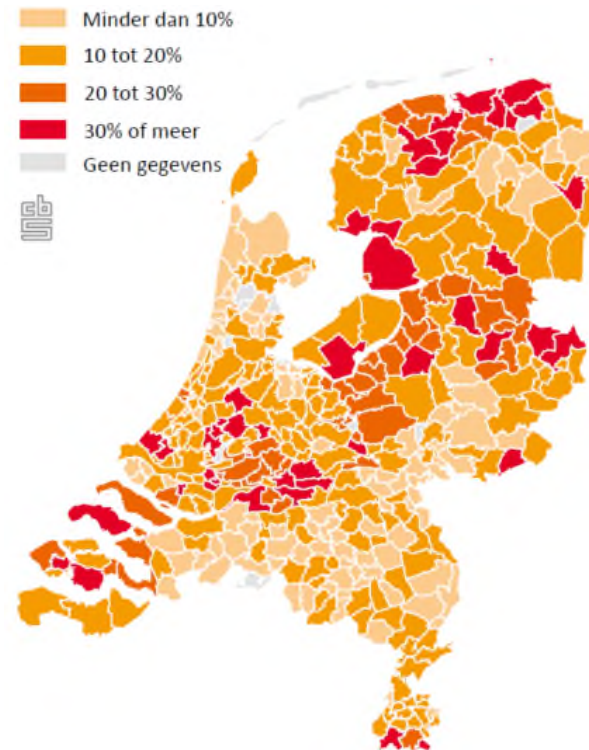 Minder dan 10%
10 tot 20%
20 tot 30%
30% of meer
Geen gegevens
cbs